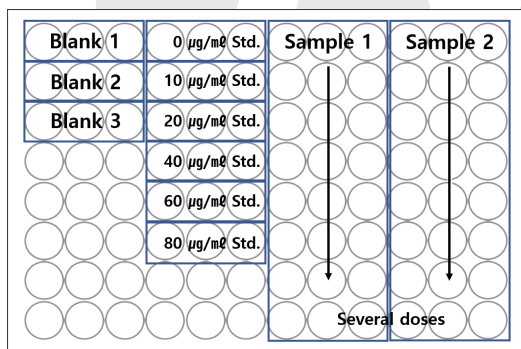 Blank 1
Blank 2
Blank 3
0 μg/mℓ Std.
10 μg/mℓ Std.
20 μg/mℓ Std.
40 μg/mℓ Std.
60 μg/mℓ Std.
80 μg/mℓ Std.
Sample 1
Sample 2
Several doses